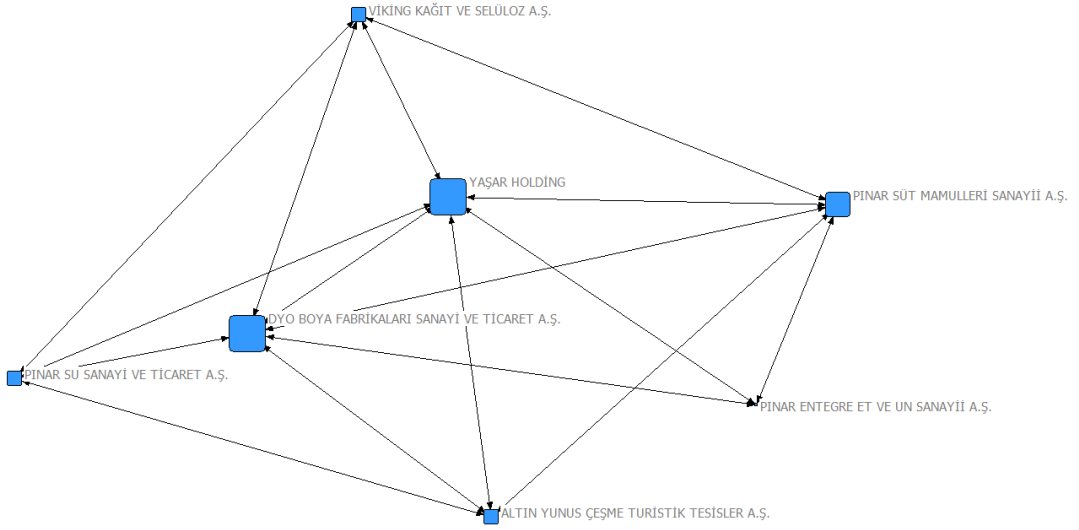 VİKİNG KAĞIT VE SELÜLOZ A.Ş.
YAŞAR HOLDİNG
PINAR SÜT MAMULLERİ SANAYİİ A.Ş.
DYO BOYA FABRİKALARI SANAYİ VE TİCARET A.Ş.
PINAR SU SANAYİ VE TİCARET A.Ş.
PINAR ENTEGRE ET VE UN SANAYİİ A.Ş.
ALTIN YUNUS ÇEŞME TURİSTİK TESİSLER A.Ş.